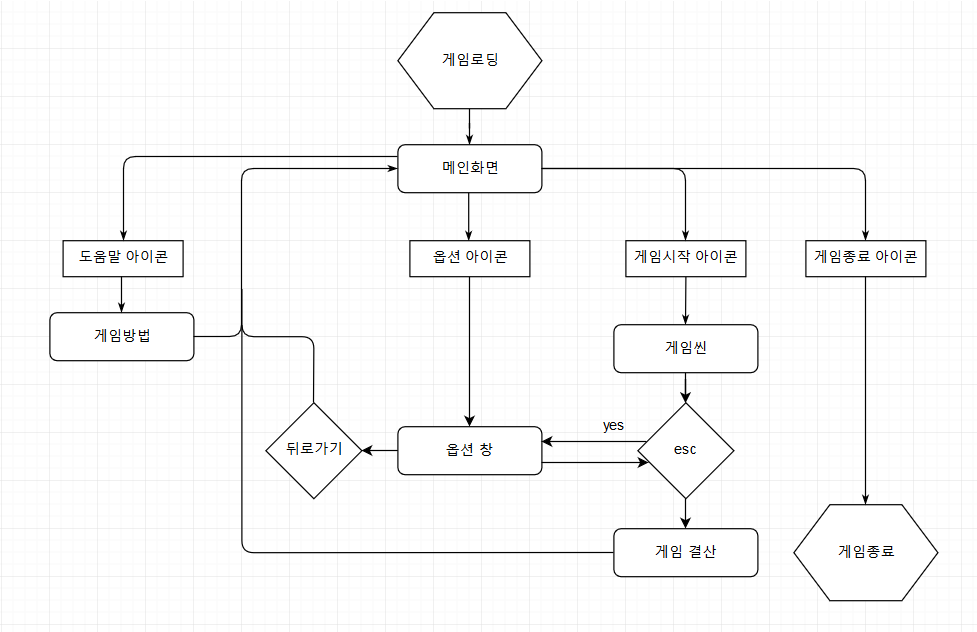 게임로딩
메인화면
도움말 아이콘
옵션 아이콘
게임시작 아이콘
게임종료 아이콘
게임방법
게임씬
yes
뒤로가기
옵션 창
esc
게임 결산
게임종료